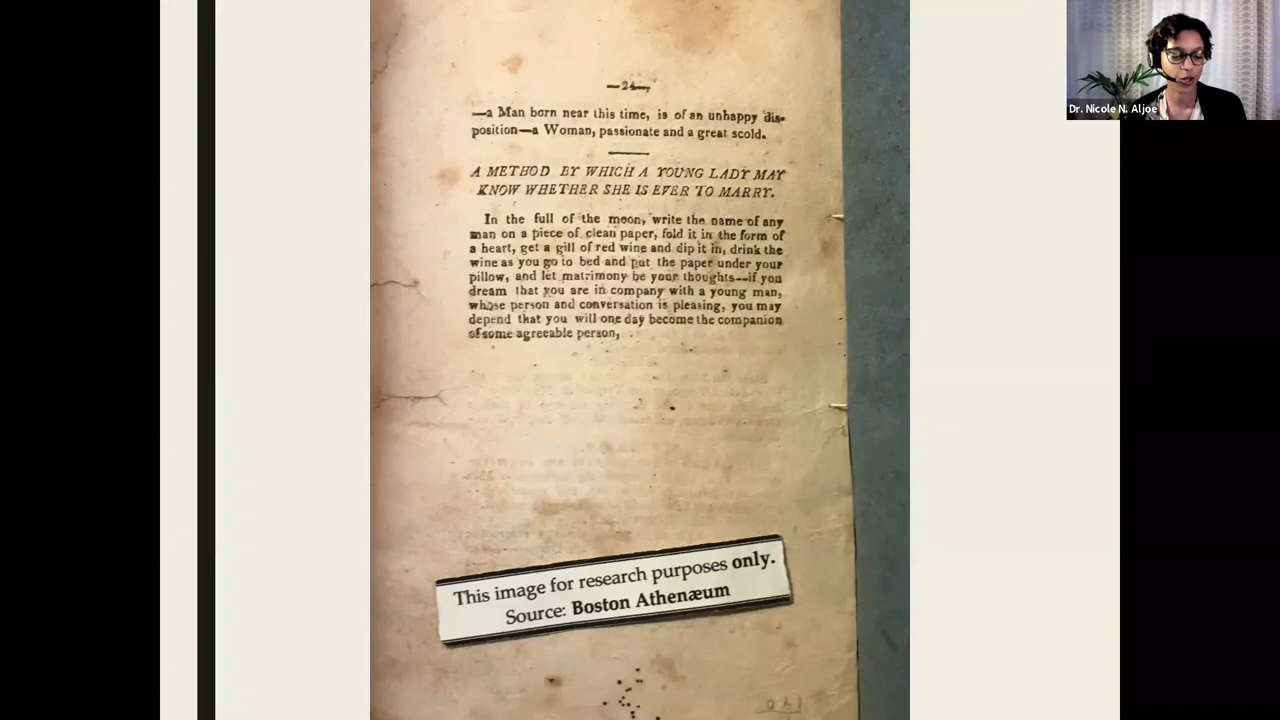 —24—
—a Man born near this time, is of an unhappy dis-
position—a Woman, passionate and a great scold.
A METHOD BY WHICH A YOUNG LADY MAY
KNOW WHETHER SHE IS EVER TO MARRY.
In the full of the moon, write the name of any
man on a piece of clean paper, fold it in the form of
a heart, get a gill of red wine and dip it in, drink the
wine as you go to bed and put the paper under your
pillow, and let matrimony be your thoughts--if you
dream that you are in company with a young man,
whose person and conversation is pleasing, you may
depend that you will one day become the companion
of some agreeable person,
This image for research purposes only.
Source: Boston Athenæum
Dr. Nicole N. Aljoe